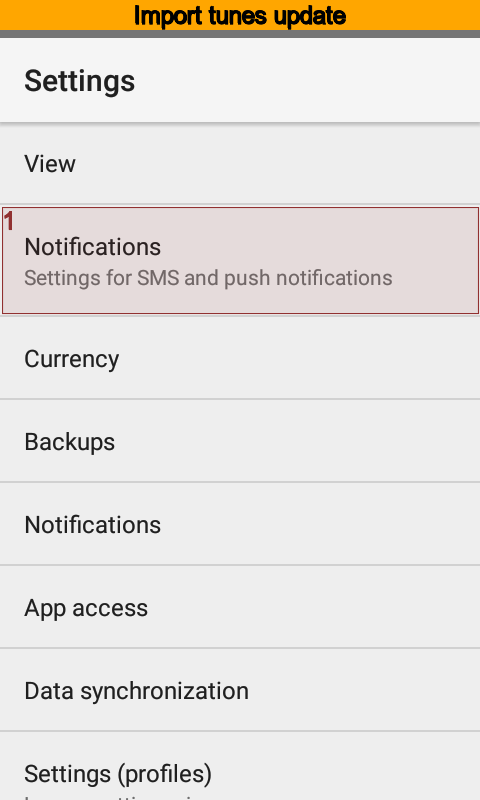 Import tunes update
Settings
View
1
Notifications
Settings for SMS and push notifications
Currency
Backups
Notifications
App access
Data synchronization
Settings (profiles)